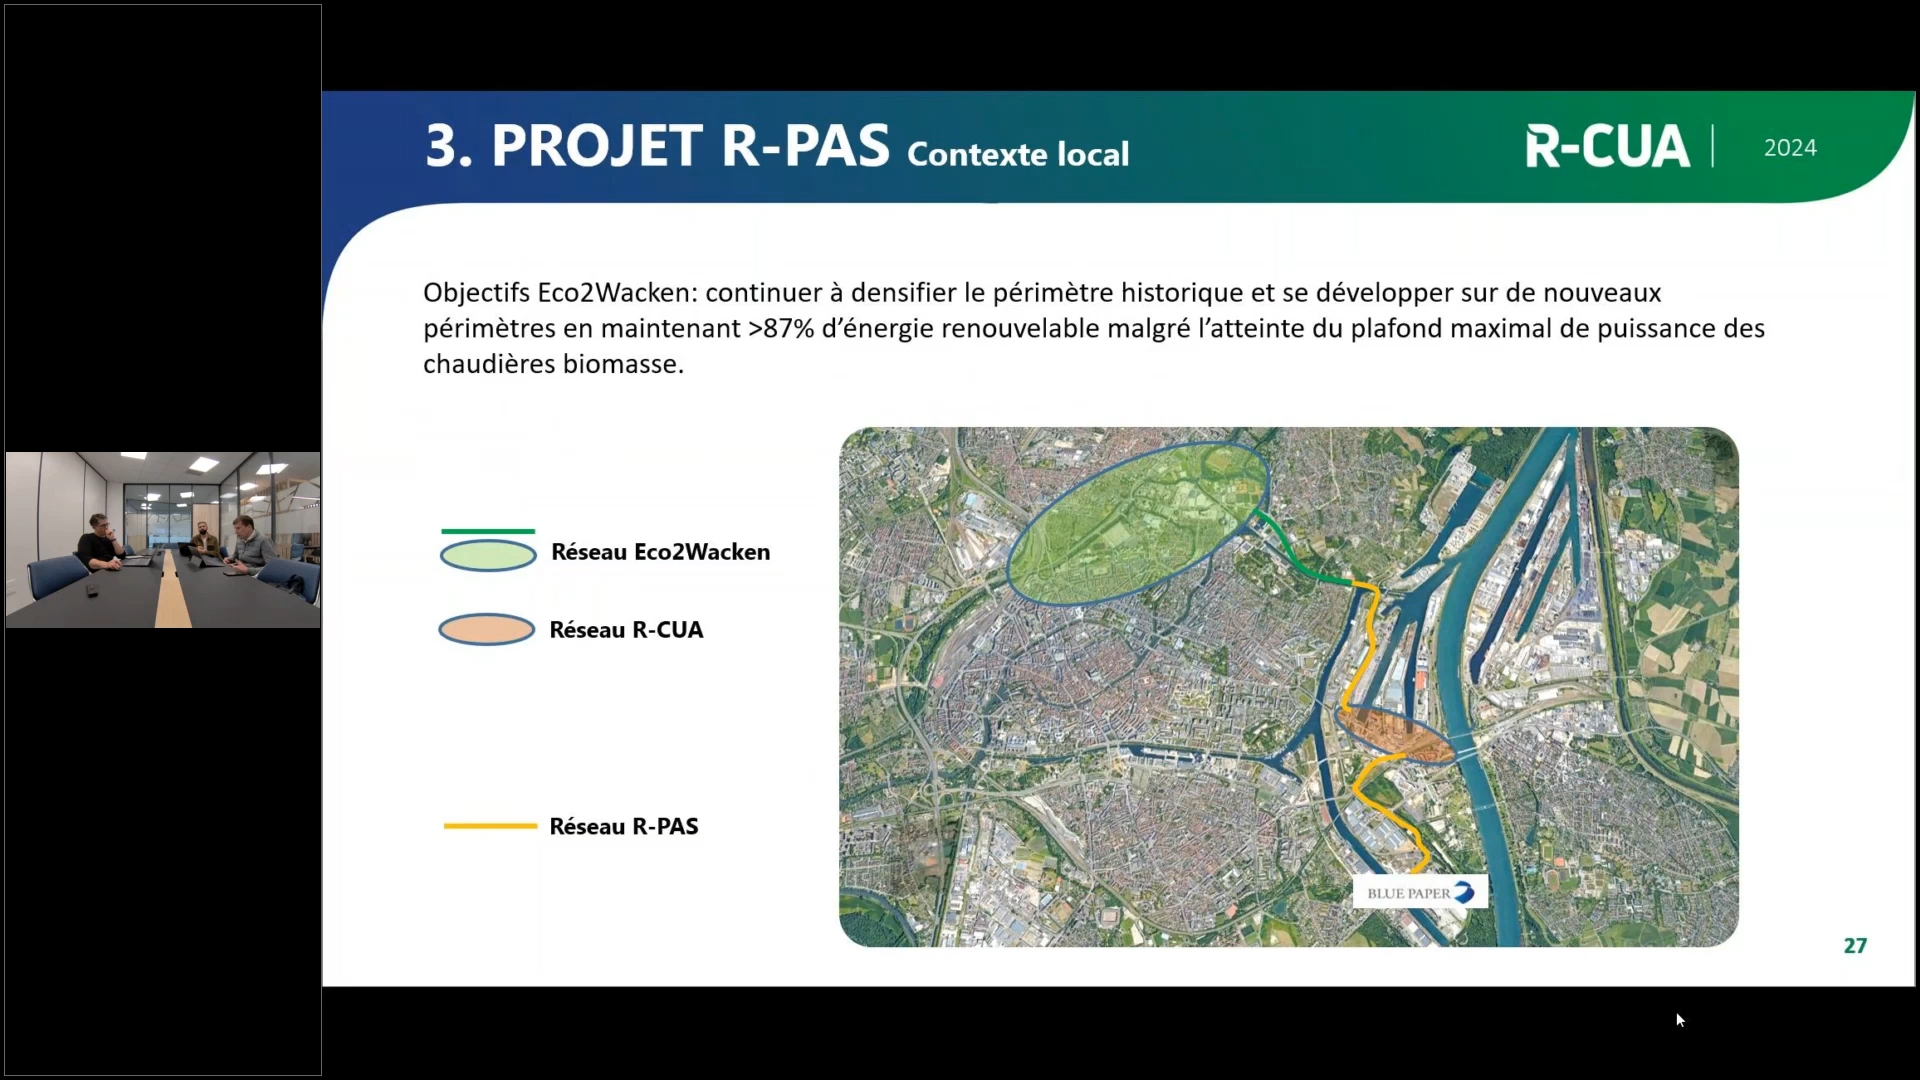 3. PROJET R-PAS Contexte local
R-CUA 2024
Objectifs Eco2Wacken: continuer à densifier le périmètre historique et se développer sur de nouveaux
périmètres en maintenant >87% d’énergie renouvelable malgré l’atteinte du plafond maximal de puissance des
chaudières biomasse.
Réseau Eco2Wacken
Réseau R-CUA
Réseau R-PAS
BLUE PAPER
27